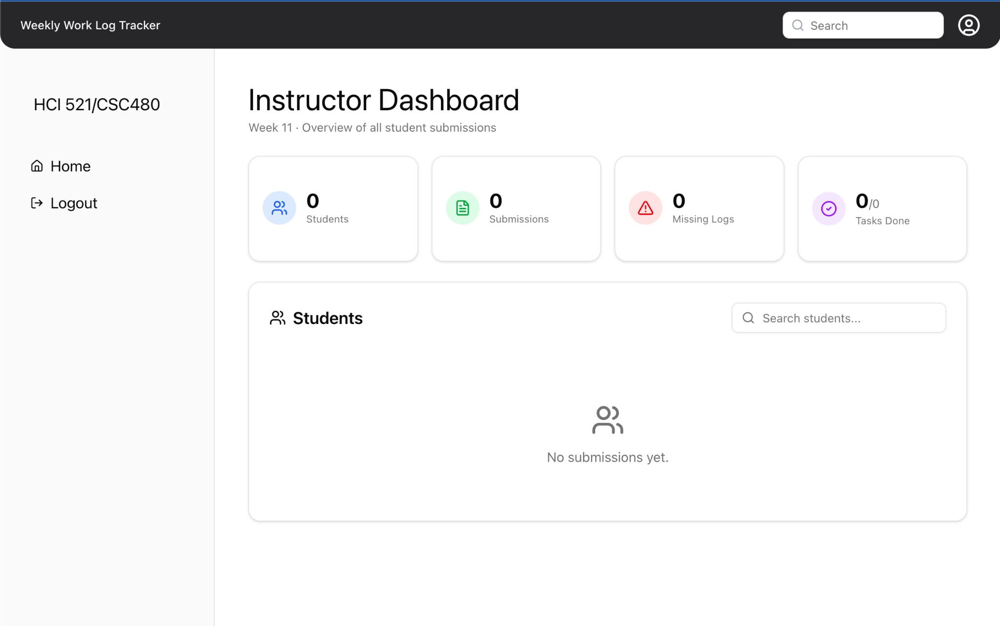 Weekly Work Log Tracker
Search
HCI 521/CSC480
Home
Logout
Instructor Dashboard
Week 11 · Overview of all student submissions
0
Students
0
Submissions
0
Missing Logs
0/0
Tasks Done
Students
Search students...
No submissions yet.